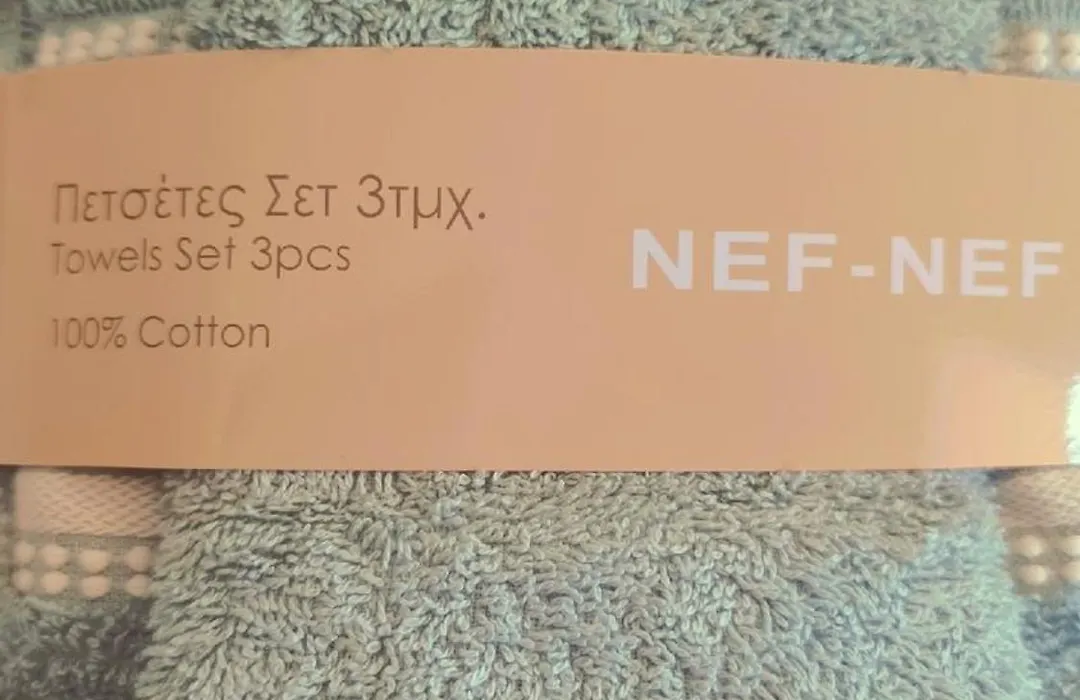 Πετσέτες Σετ 3τμχ.
Towels Set 3pcs
100% Cotton
NEF-NEF